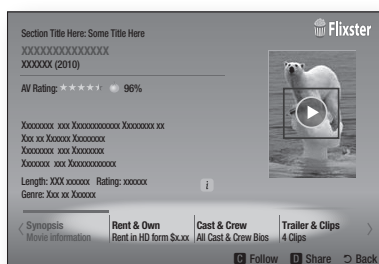 Section Title Here: Some Title Here
Flixster
XXXXXXXXXXXXXX
XXXXXX (2010)
AV Rating: 96%
Xxxxxxxx xxx Xxxxxxxxxxxx Xxxxxxxx xx
Xxx xx Xxxxxx Xxxxxxxx
Xxxxxxxx xxx Xxxxxxxx
Xxxxxxx xxx Xxxxxxxxxxxx
Length: XXX xxxxxx Rating: xxxxxx
i
Genre: Xxx xx Xxxxxx
Synopsis
Movie information
Rent & Own
Rent in HD form $x.xx
Cast & Crew
All Cast & Crew Bios
Trailer & Clips
4 Clips
C Follow D Share Back